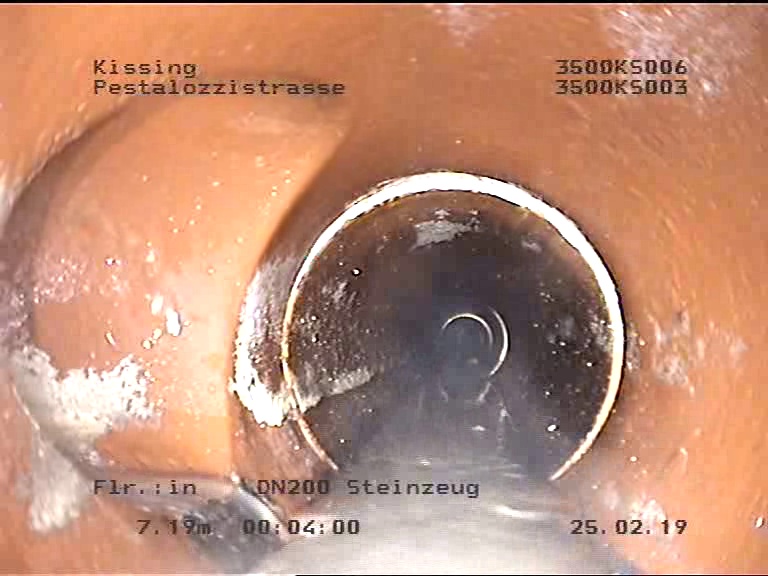 Kissing 3500KS006
Pestalozzistrasse 3500KS003
Flr.:in DN200 Steinzeug
7.19m 00:04:00 25.02.19